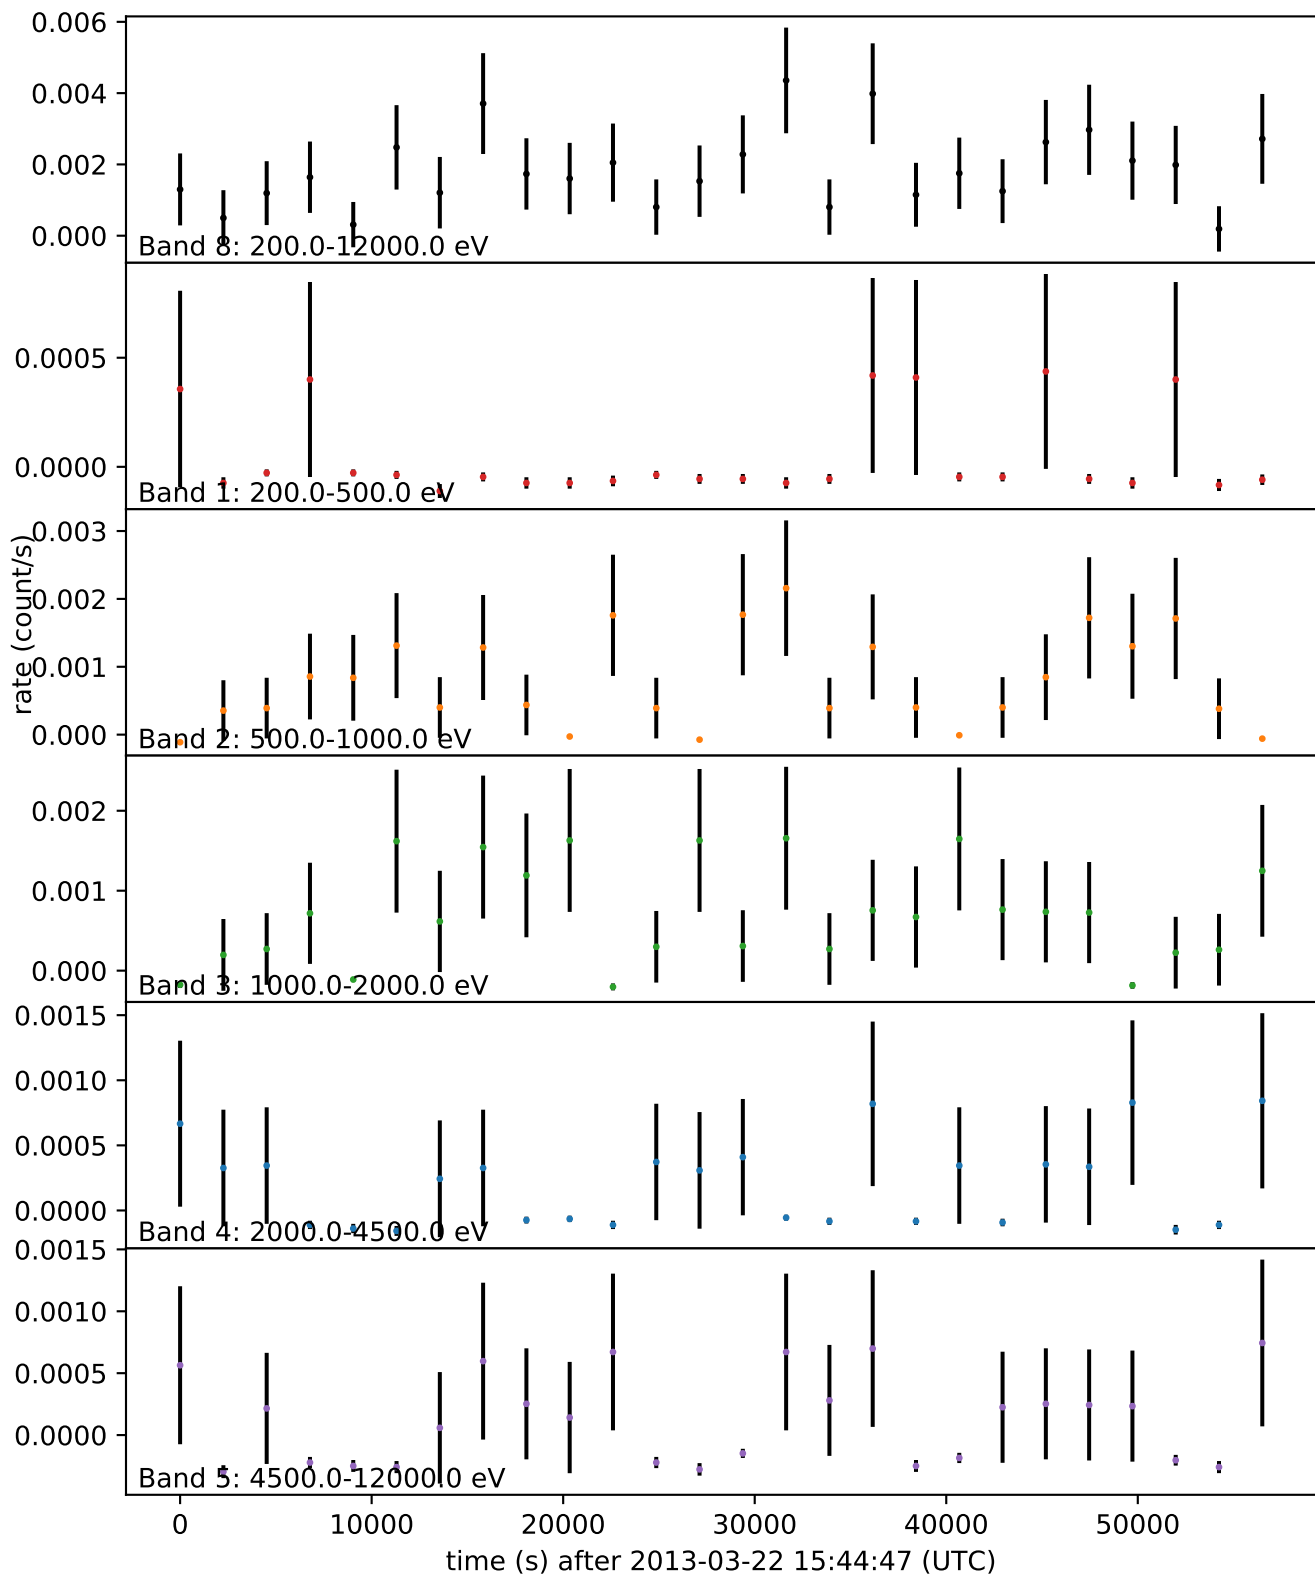 0.006
0.004
0.002
0.000
Band 8: 200.0-12000.0 eV
0.0005
0.0000
Band 1: 200.0-500.0 eV
rate (count/s)
0.003
0.002
0.001
0.000
Band 2: 500.0-1000.0 eV
0.002
0.001
0.000
Band 3: 1000.0-2000.0 eV
0.0015
0.0010
0.0005
0.0000
Band 4: 2000.0-4500.0 eV
0.0015
0.0010
0.0005
0.0000
Band 5: 4500.0-12000.0 eV
0 10000 20000 30000 40000 50000
time (s) after 2013-03-22 15:44:47 (UTC)